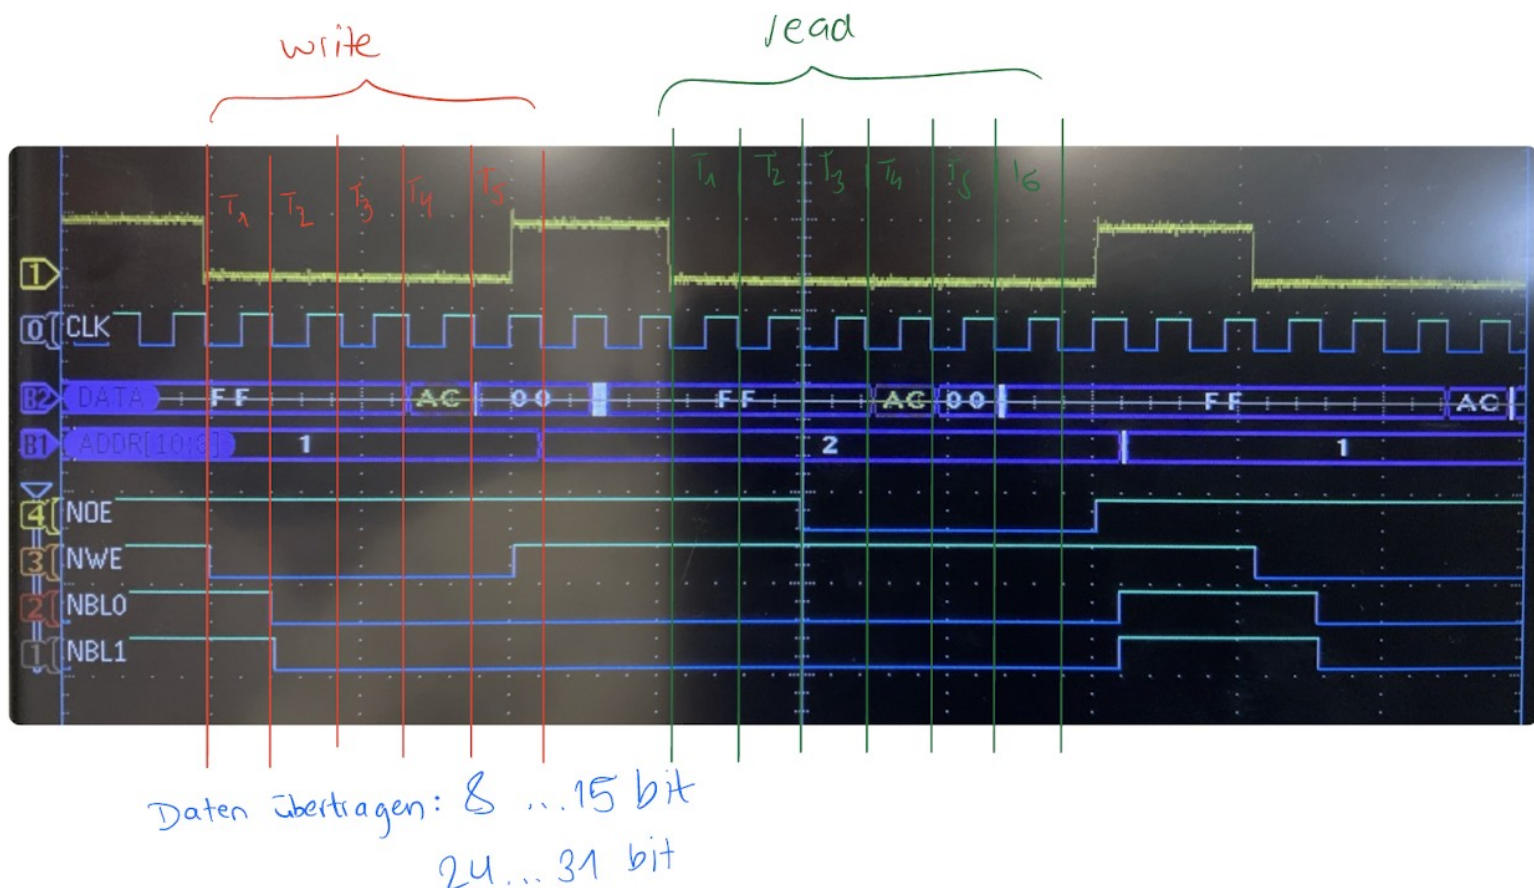 write
read
T1 T2 T3 T4 T5
T1 T2 T3 T4 T5 T6
1
0 CLK
B2 DATA FF AC 00 FF AC 00 FF AC
B1 ADDR[10:8] 1 2 1
4 NOE
3 NWE
2 NBL0
1 NBL1
Daten übertragen: 8 ...15 bit
24... 31 bit